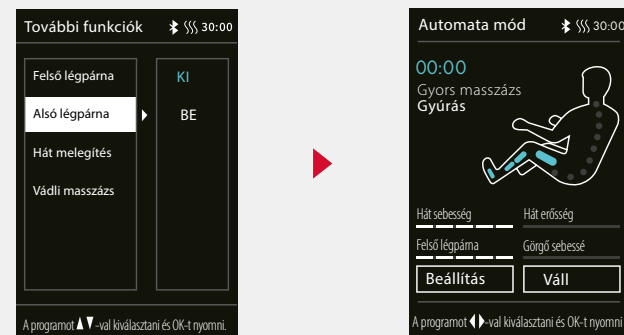 További funkciók 30:00
Felső légpárna KI
Alsó légpárna BE
Hát melegítés
Vádli masszázs
A programot -val kiválasztani és OK-t nyomni.
Automata mód 30:00
00:00
Gyors masszázs
Gyúrás
Hát sebesség Hát erősség
Felső légpárna Görgő sebessé
Beállítás Váll
A programot -val kiválasztani és OK-t nyomni